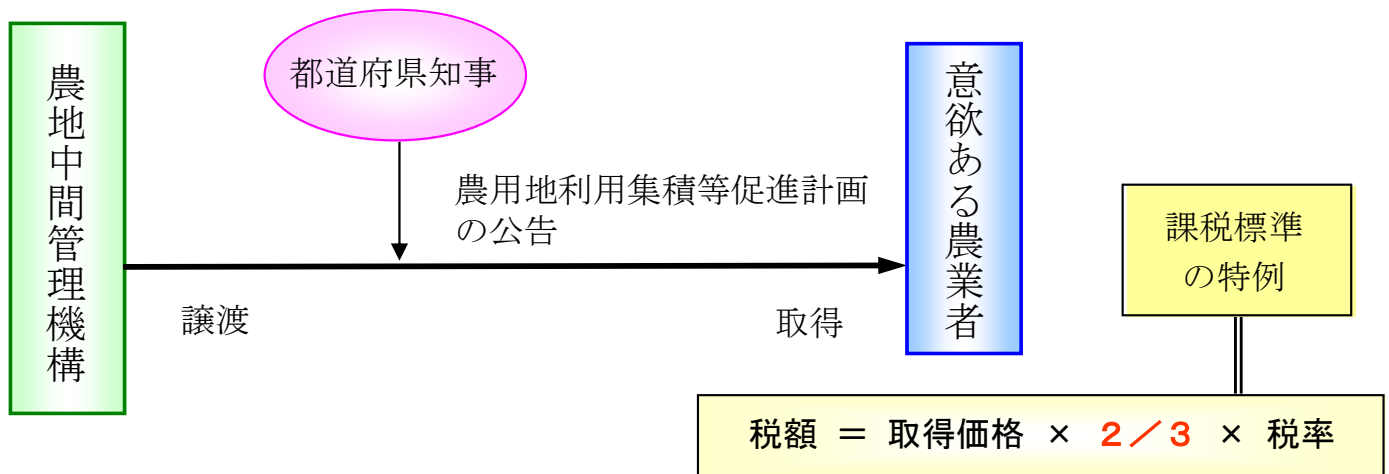 農地中間管理機構
都道府県知事
農用地利用集積等促進計画
の公告
譲渡
取得
意欲ある農業者
課税標準
の特例
税額 ＝ 取得価格 × ２／３ × 税率